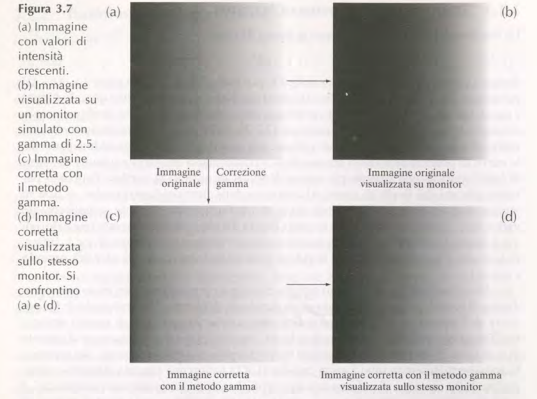 Figura 3.7
(a) Immagine
con valori di
intensità
crescenti.
(b) Immagine
visualizzata su
un monitor
simulato con
gamma di 2.5.
(c) Immagine
corretta con
il metodo
gamma.
(d) Immagine
corretta
visualizzata
sullo stesso
monitor. Si
confrontino
(a) e (d).
(a)
(b)
Immagine
originale
Correzione
gamma
Immagine originale
visualizzata su monitor
(c)
(d)
Immagine corretta
con il metodo gamma
Immagine corretta con il metodo gamma
visualizzata sullo stesso monitor